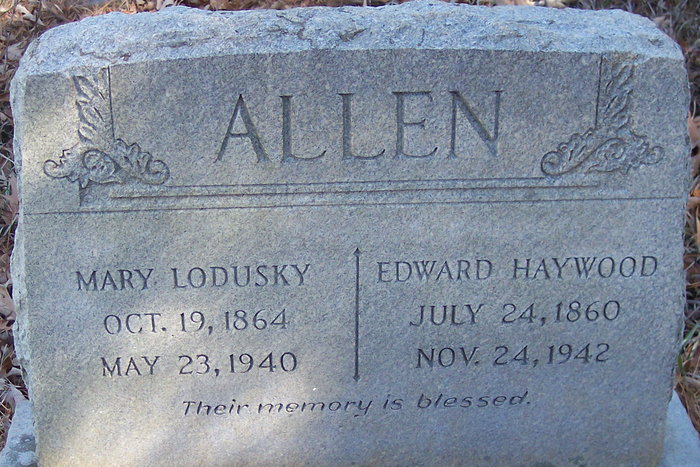 ALLEN
MARY LODUSKY
OCT. 19, 1864
MAY 23, 1940
EDWARD HAYWOOD
JULY 24, 1860
NOV. 24, 1942
Their memory is blessed.